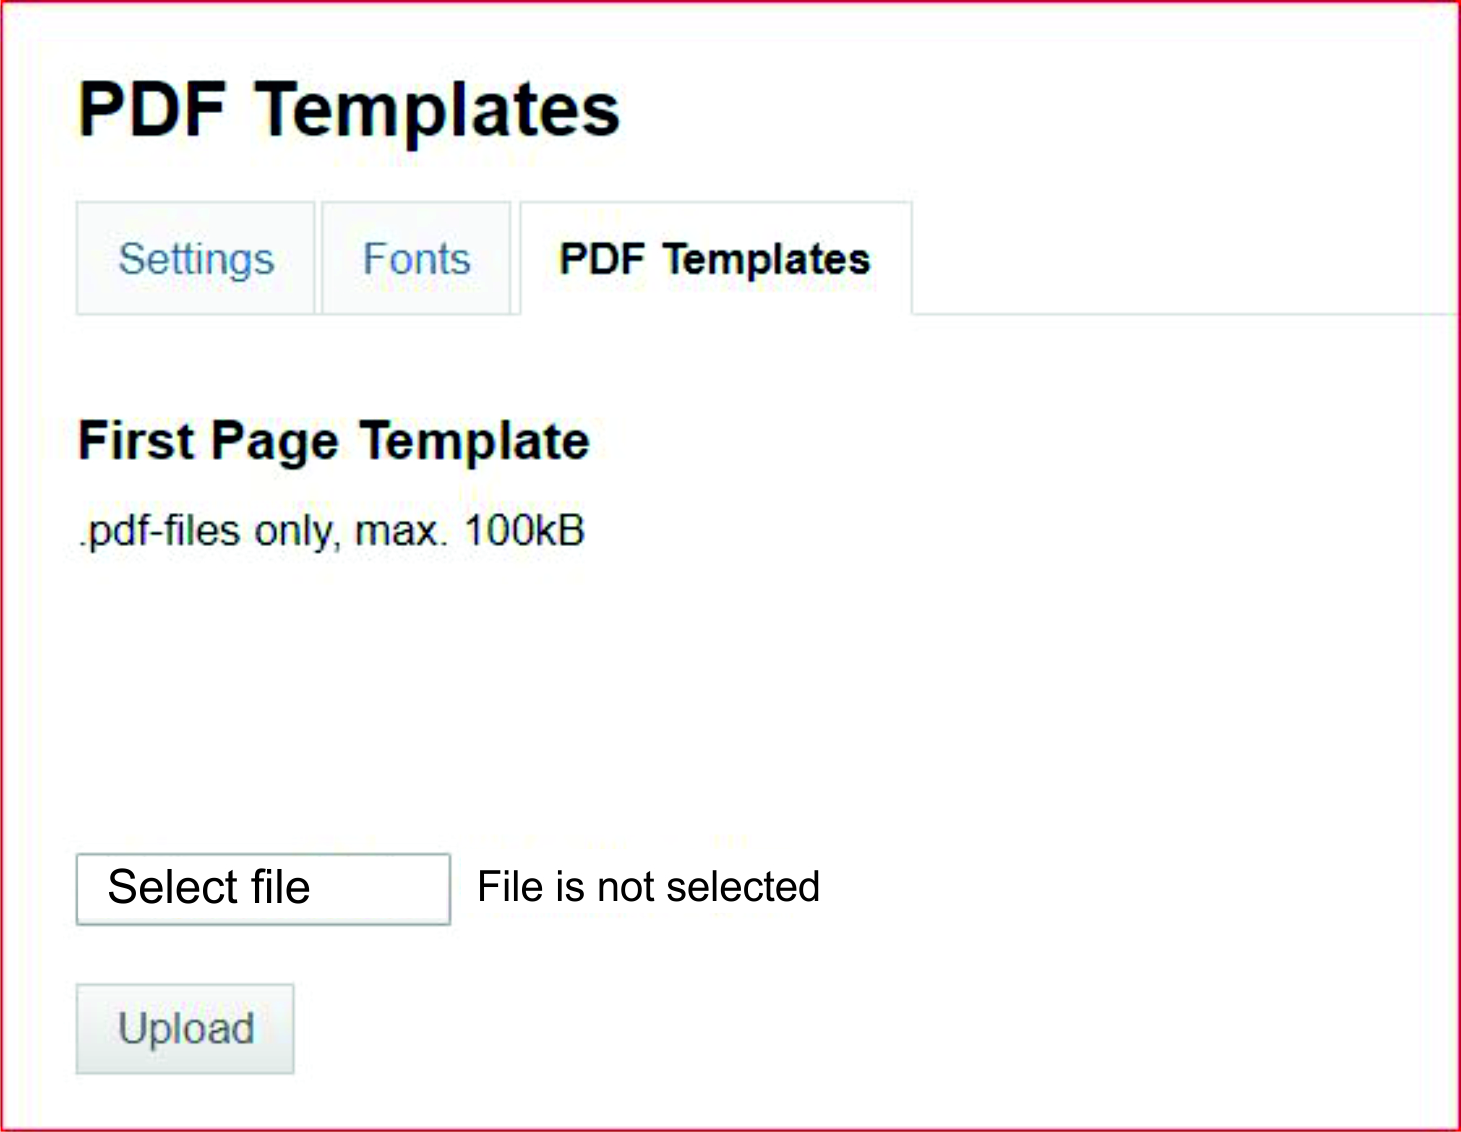 PDF Templates
Settings Fonts PDF Templates
First Page Template
.pdf-files only, max. 100kB
Select file File is not selected
Upload